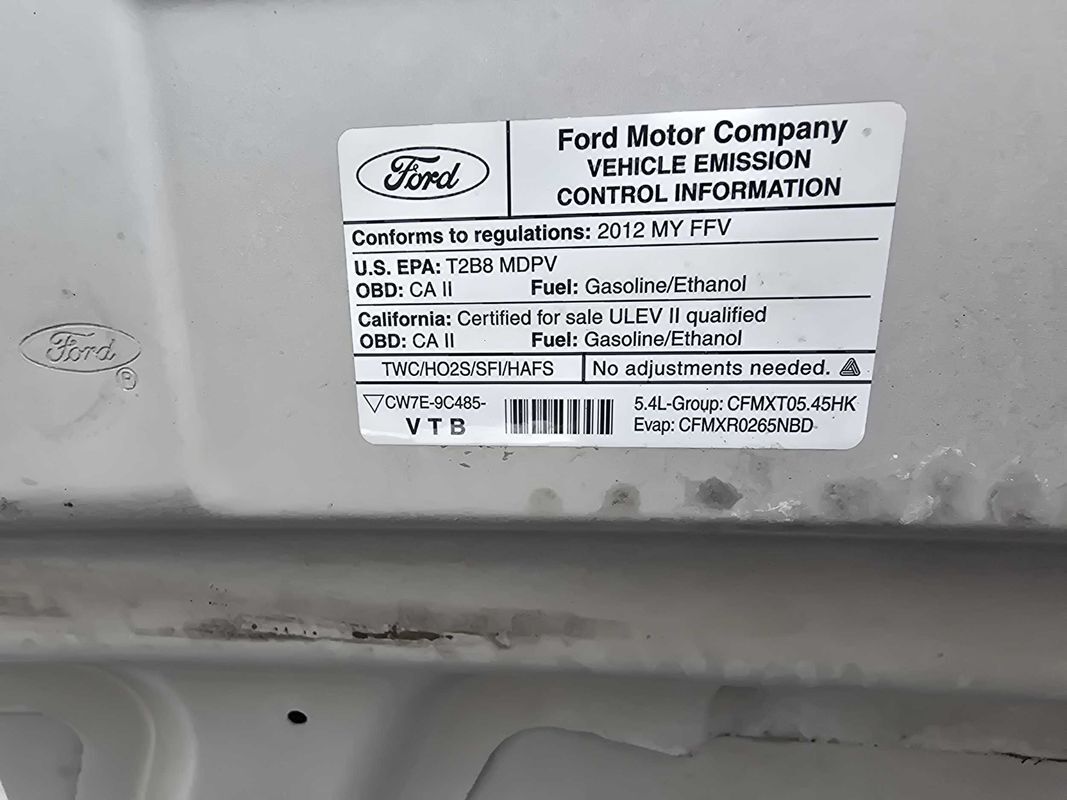 Ford
Ford Motor Company
VEHICLE EMISSION
CONTROL INFORMATION
Conforms to regulations: 2012 MY FFV
U.S. EPA: T2B8 MDPV
OBD: CA II Fuel: Gasoline/Ethanol
California: Certified for sale ULEV II qualified
OBD: CA II Fuel: Gasoline/Ethanol
TWC/HO2S/SFI/HAFS No adjustments needed.
CW7E-9C485- 5.4L-Group: CFMXT05.45HK
V T B Evap: CFMXR0265NBD
Ford
R